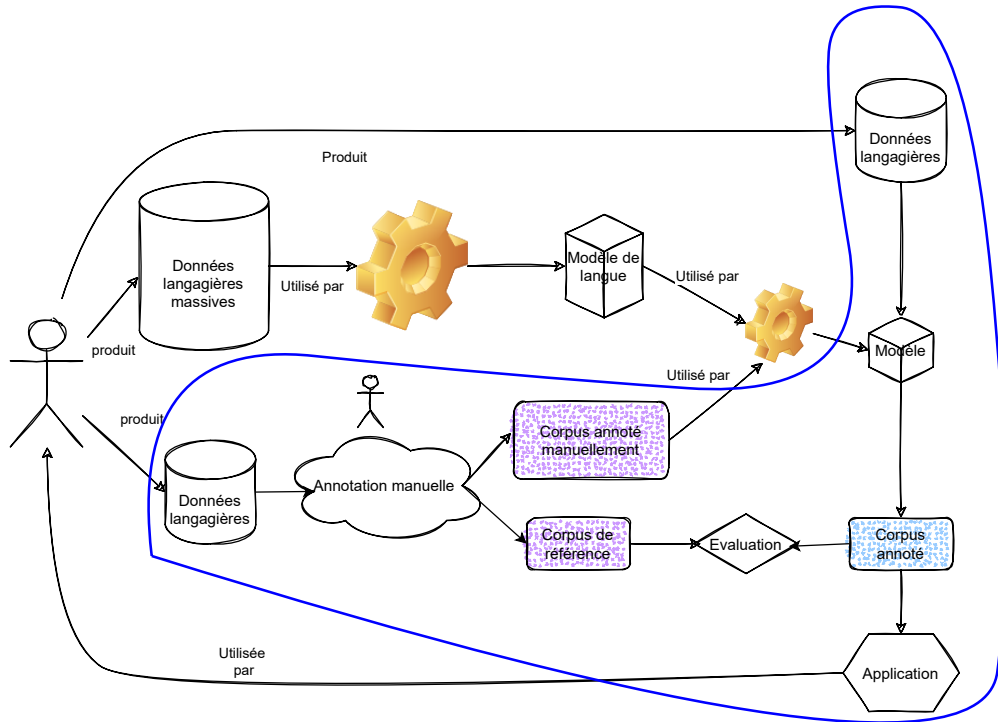 Données
langagières
Produit
Données
langagières
massives
Utilisé par
Modèle de
langue
Utilisé par
produit
Modèle
Utilisé par
produit
Corpus annoté
manuellement
Données
langagières
Annotation manuelle
Corpus de
référence
Evaluation
Corpus
annoté
Utilisée
par
Application